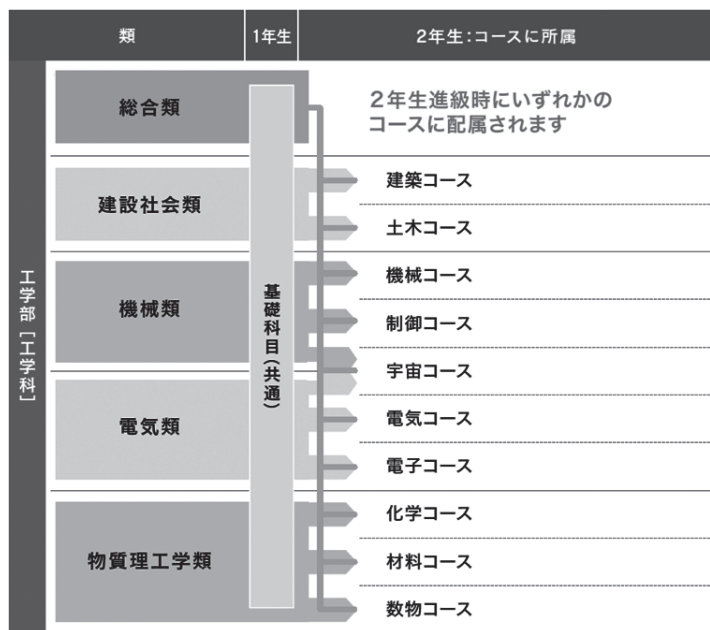 類
1年生
2年生：コースに所属
工学部［工学科］
総合類
2年生進級時にいずれかの
コースに配属されます
基礎科目（共通）
建設社会類
建築コース
土木コース
機械類
機械コース
制御コース
宇宙コース
電気類
電気コース
電子コース
物質理工学類
化学コース
材料コース
数物コース